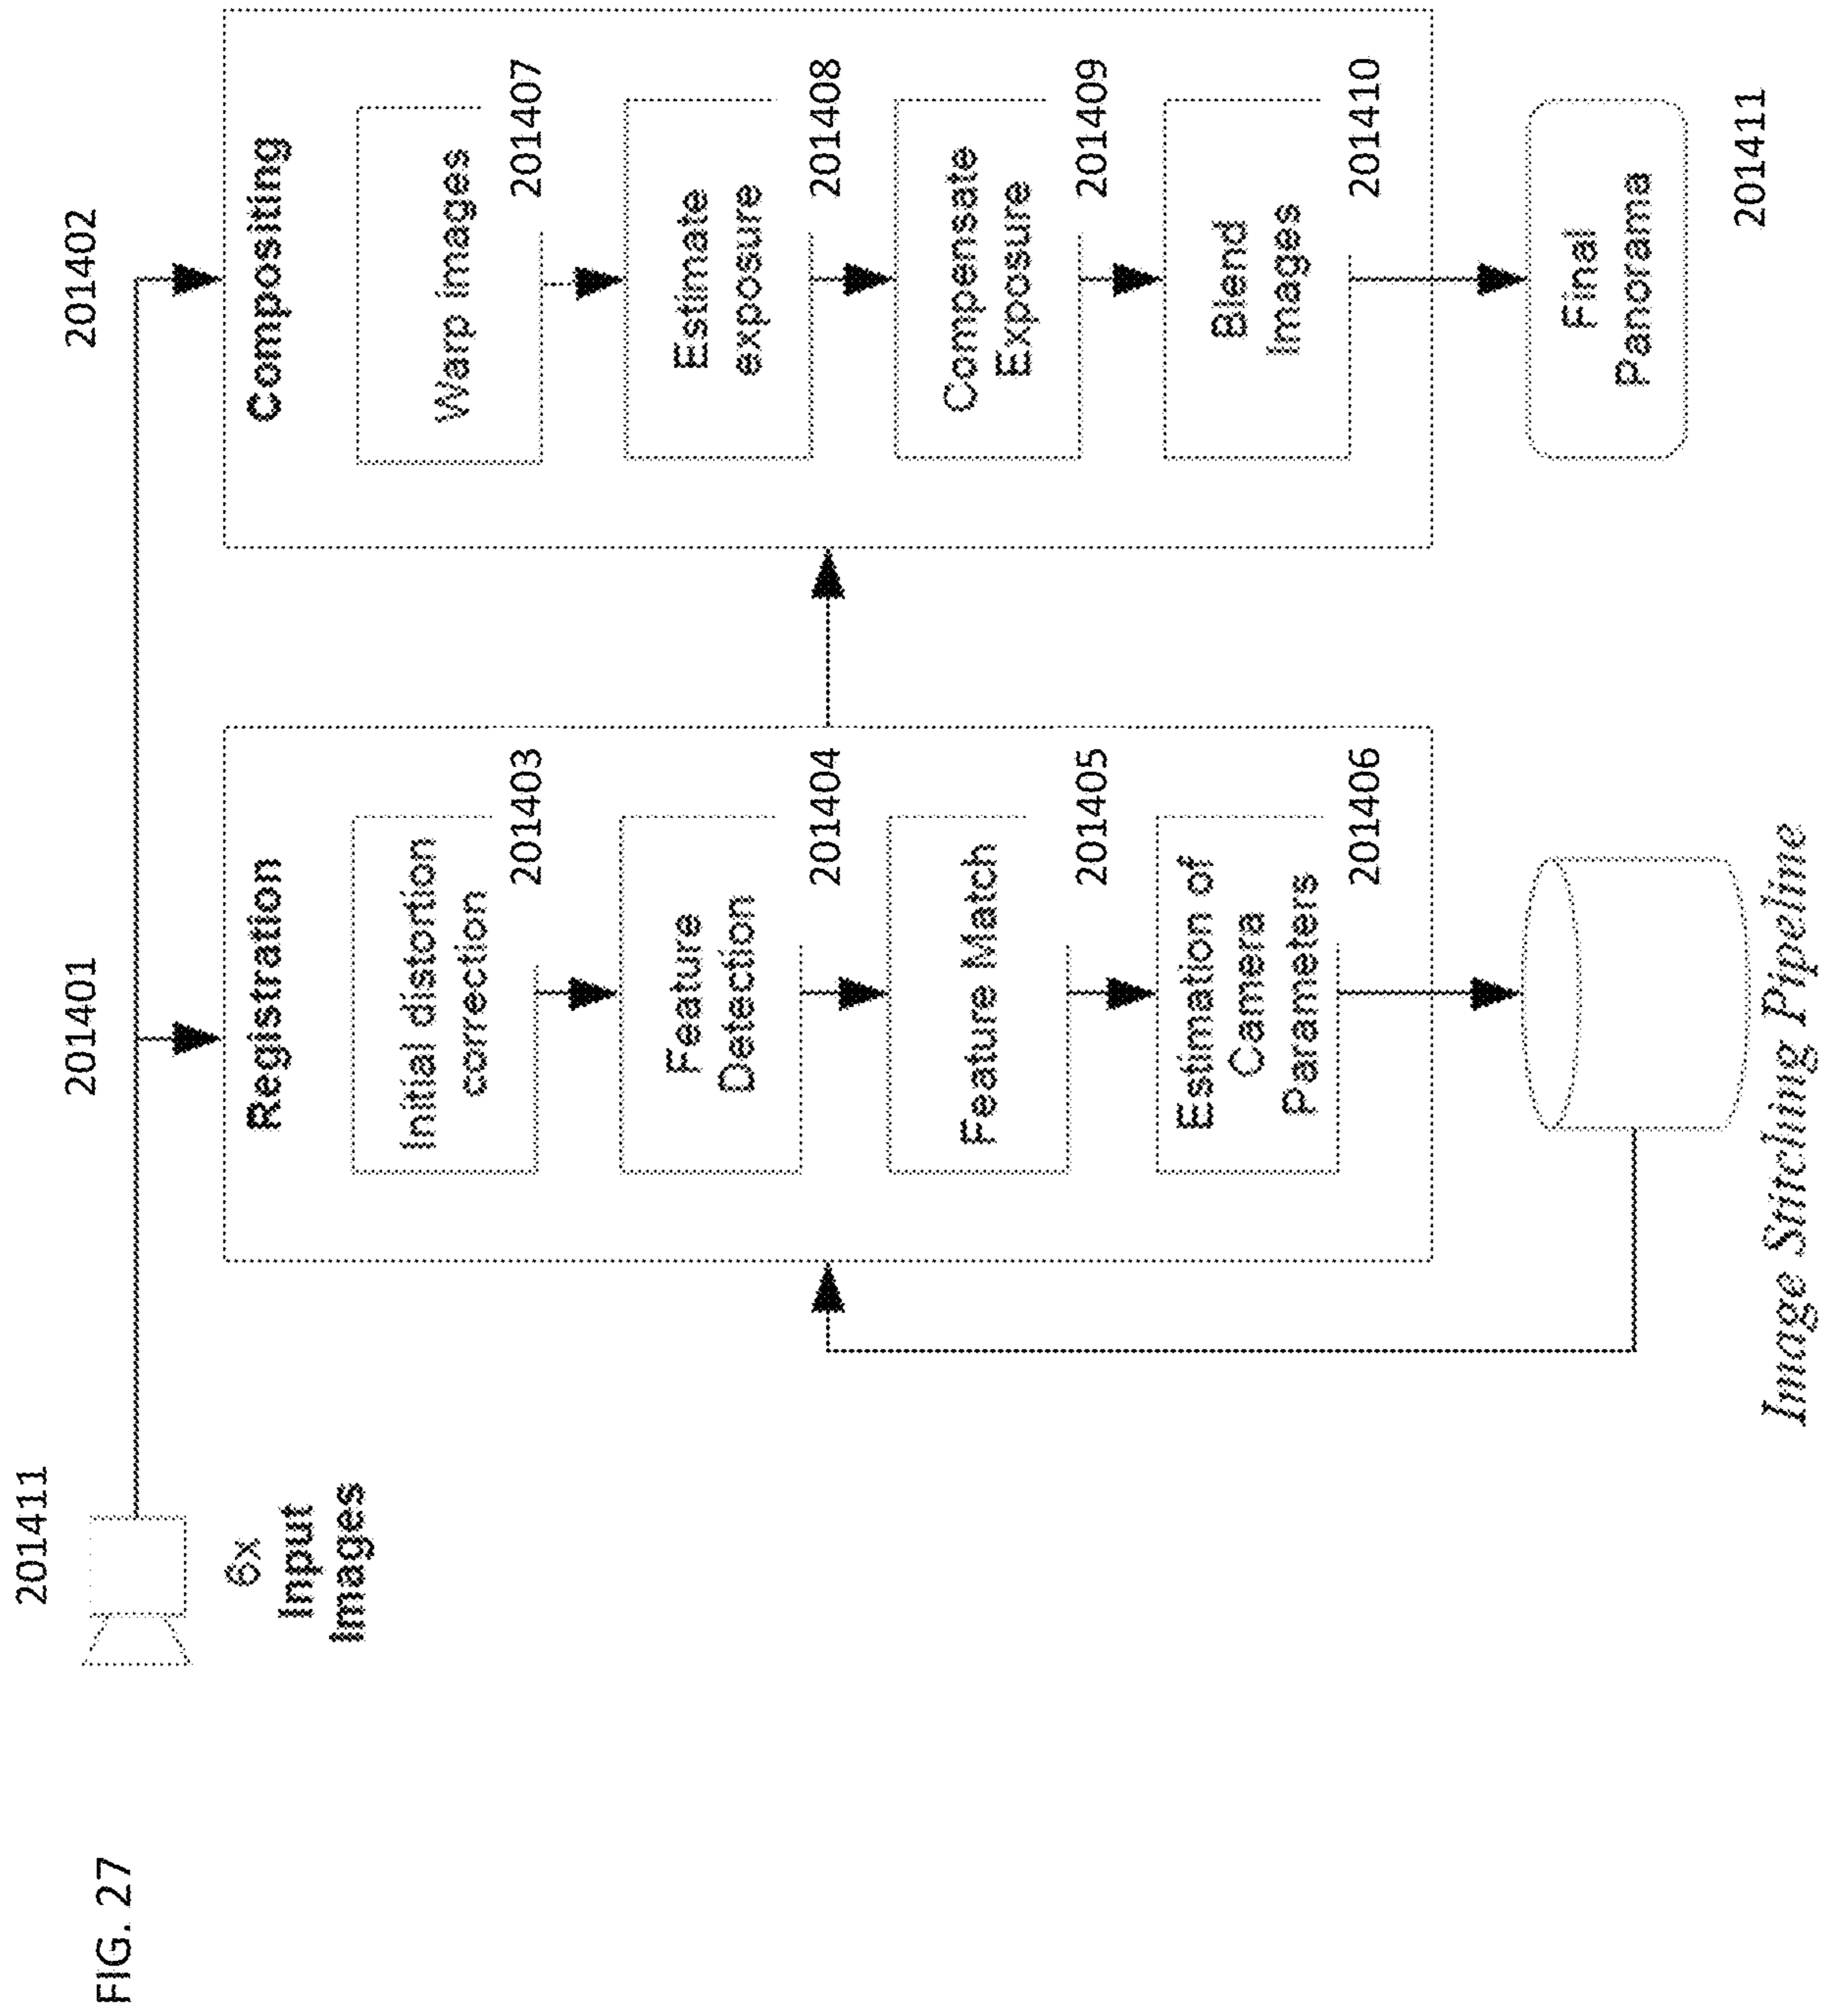 FIG. 27
201411
6x
Input
Images
201401
Registration
Initial distortion
correction
201403
Feature
Detection
201404
Feature Match
201405
Estimation of
Camera
Parameters
201406
201402
Compositing
Warp images
201407
Estimate
exposure
201408
Compensate
Exposure
201409
Blend
Images
201410
Final
Panorama
201411
Image Stitching Pipeline